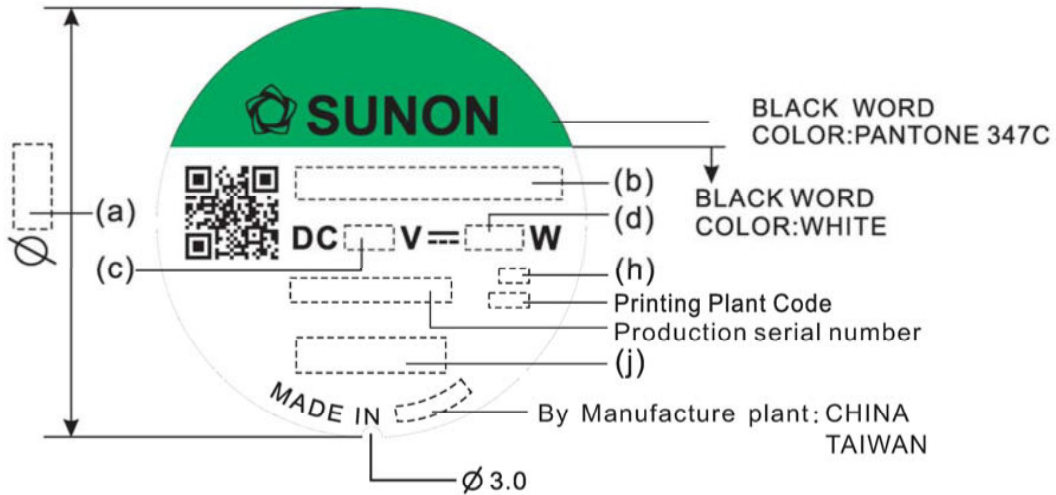 SUNON
BLACK WORD
COLOR:PANTONE 347C
(b)
BLACK WORD
COLOR:WHITE
(a)
Ø
DC V⎓ W
(d)
(c)
(h)
Printing Plant Code
Production serial number
(j)
MADE IN
By Manufacture plant: CHINA
TAIWAN
Ø 3.0